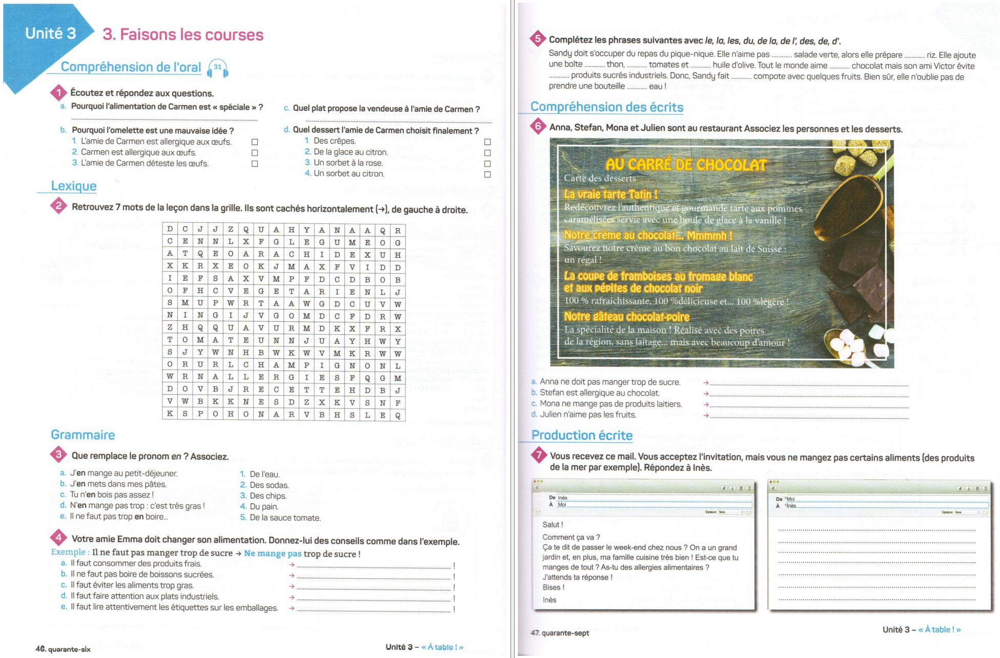 Unité 3
3. Faisons les courses
Compréhension de l'oral 31
1 Écoutez et répondez aux questions.
a. Pourquoi l'alimentation de Carmen est « spéciale » ?
b. Pourquoi l'omelette est une mauvaise idée ?
1. L'amie de Carmen est allergique aux œufs.
2. Carmen est allergique aux œufs.
3. L'amie de Carmen déteste les œufs.
c. Quel plat propose la vendeuse à l'amie de Carmen ?
d. Quel dessert l'amie de Carmen choisit finalement ?
1. Des crêpes.
2. De la glace au citron.
3. Un sorbet à la rose.
4. Un sorbet au citron.
Lexique
2 Retrouvez 7 mots de la leçon dans la grille. Ils sont cachés horizontalement (→), de gauche à droite.
D C J J Z Q U A H Y A N A A Q R
C E N N L X F G L E G U M E O G
A T Q E O A R A C H I D E X U H
X K R X E O K J M A X F V I D D
I E F S A X V M P F D C D B O B
O F H C V E G E T A R I E N L J
S M U P W R T A A W G D C U V W
N I N G I J V G O M D C F D R W
Z H Q Q U A V U R M D K X F R X
T O M A T E U N N J U A Y H W Y
S J Y W N H B W K W V M K R W W
O R U R L C H A M P I G N O N L
W R N A L L E R G I E S F Q G M
D O V B J R E C E T T E H D B J
V W B K K N E S D Z X K V S N F
K S P O H O N A R V B H S L E Q
Grammaire
3 Que remplace le pronom en ? Associez.
a. J'en mange au petit-déjeuner.
b. J'en mets dans mes pâtes.
c. Tu n'en bois pas assez !
d. N'en mange pas trop : c'est très gras !
e. Il ne faut pas trop en boire...
1. De l'eau.
2. Des sodas.
3. Des chips.
4. Du pain.
5. De la sauce tomate.
4 Votre amie Emma doit changer son alimentation. Donnez-lui des conseils comme dans l'exemple.
Exemple : Il ne faut pas manger trop de sucre → Ne mange pas trop de sucre !
a. Il faut consommer des produits frais. → !
b. Il ne faut pas boire de boissons sucrées. → !
c. Il faut éviter les aliments trop gras. → !
d. Il faut faire attention aux plats industriels. → !
e. Il faut lire attentivement les étiquettes sur les emballages. → !
46. quarante-six
Unité 3 – « À table ! »
5 Complétez les phrases suivantes avec le, la, les, du, de la, de l', des, de, d'.
Sandy doit s'occuper du repas du pique-nique. Elle n'aime pas ........... salade verte, alors elle prépare ........... riz. Elle ajoute
une boîte ........... thon, ........... tomates et ........... huile d'olive. Tout le monde aime ........... chocolat mais son ami Victor évite
........... produits sucrés industriels. Donc, Sandy fait ........... compote avec quelques fruits. Bien sûr, elle n'oublie pas de
prendre une bouteille ........... eau !
Compréhension des écrits
6 Anna, Stefan, Mona et Julien sont au restaurant Associez les personnes et les desserts.
AU CARRÉ DE CHOCOLAT
Carte des desserts
La vraie tarte Tatin !
Redécouvrez l'authentique et gourmande tarte aux pommes
caramélisées servie avec une boule de glace à la vanille !
Notre crème au chocolat... Mmmmh !
Savourez notre crème au bon chocolat au lait de Suisse :
un régal !
La coupe de framboises au fromage blanc
et aux pépites de chocolat noir
100 % rafraichissante, 100 %délicieuse et... 100 %légère !
Notre gâteau chocolat-poire
La spécialité de la maison ! Réalisé avec des poires
de la région, sans laitage... mais avec beaucoup d'amour !
a. Anna ne doit pas manger trop de sucre. →
b. Stefan est allergique au chocolat. →
c. Mona ne mange pas de produits laitiers. →
d. Julien n'aime pas les fruits. →
Production écrite
7 Vous recevez ce mail. Vous acceptez l'invitation, mais vous ne mangez pas certains aliments (des produits
de la mer par exemple). Répondez à Inès.
De Inès
À Moi
Signature: None
Salut !
Comment ça va ?
Ça te dit de passer le week-end chez nous ? On a un grand
jardin et, en plus, ma famille cuisine très bien ! Est-ce que tu
manges de tout ? As-tu des allergies alimentaires ?
J'attends ta réponse !
Bises !
Inès
De Moi
À Inès
Signature: None
47. quarante-sept
Unité 3 – « À table ! »